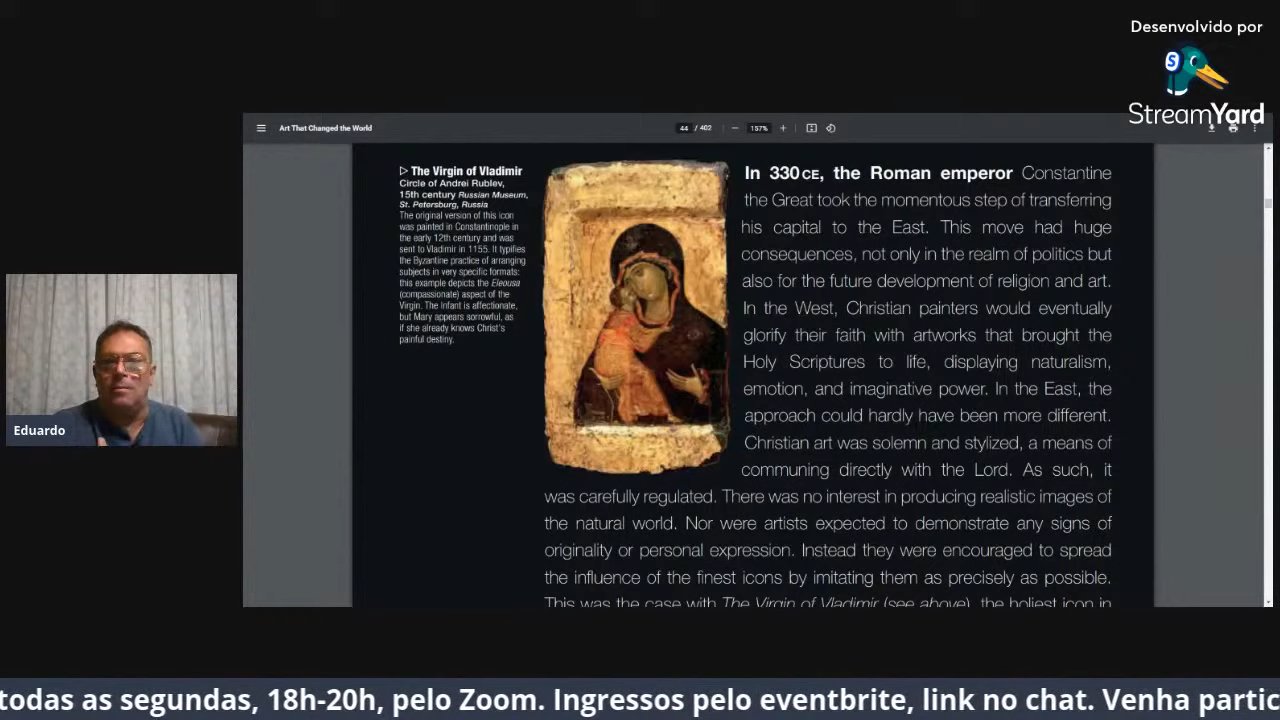 Desenvolvido por
StreamYard
Art That Changed the World
44 / 402
157%
▷ The Virgin of Vladimir
Circle of Andrei Rublev,
15th century Russian Museum,
St. Petersburg, Russia
The original version of this icon
was painted in Constantinople in
the early 12th century and was
sent to Vladimir in 1155. It typifies
the Byzantine practice of arranging
subjects in very specific formats:
this example depicts the Eleousa
(compassionate) aspect of the
Virgin. The Infant is affectionate,
but Mary appears sorrowful, as
if she already knows Christ's
painful destiny.
In 330CE, the Roman emperor Constantine
the Great took the momentous step of transferring
his capital to the East. This move had huge
consequences, not only in the realm of politics but
also for the future development of religion and art.
In the West, Christian painters would eventually
glorify their faith with artworks that brought the
Holy Scriptures to life, displaying naturalism,
emotion, and imaginative power. In the East, the
approach could hardly have been more different.
Christian art was solemn and stylized, a means of
communing directly with the Lord. As such, it
was carefully regulated. There was no interest in producing realistic images of
the natural world. Nor were artists expected to demonstrate any signs of
originality or personal expression. Instead they were encouraged to spread
the influence of the finest icons by imitating them as precisely as possible.
This was the case with The Virgin of Vladimir (see above), the holiest icon in
Eduardo
todas as segundas, 18h-20h, pelo Zoom. Ingressos pelo eventbrite, link no chat. Venha partic